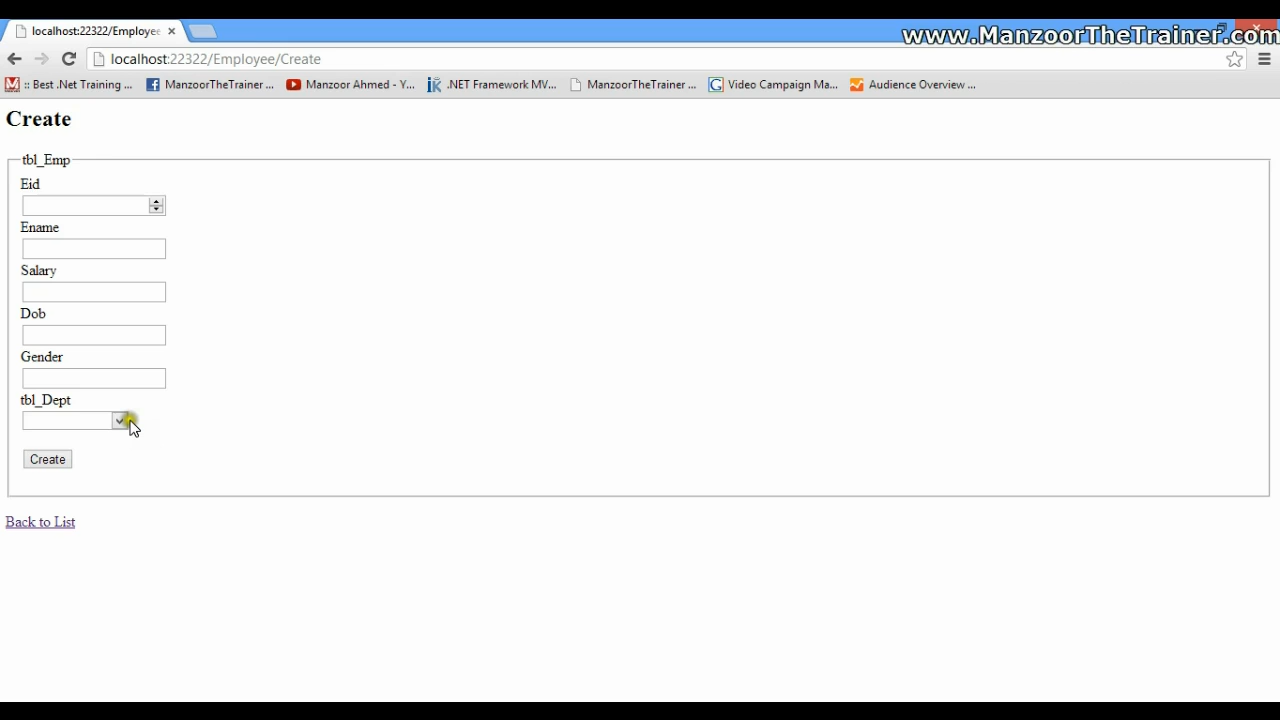 localhost:22322/Employee
www.ManzoorTheTrainer.com
localhost:22322/Employee/Create
:: Best .Net Training ...
ManzoorTheTrainer ...
Manzoor Ahmed - Y...
.NET Framework MV...
ManzoorTheTrainer ...
Video Campaign Ma...
Audience Overview ...
Create
tbl_Emp
Eid
Ename
Salary
Dob
Gender
tbl_Dept
Create
Back to List